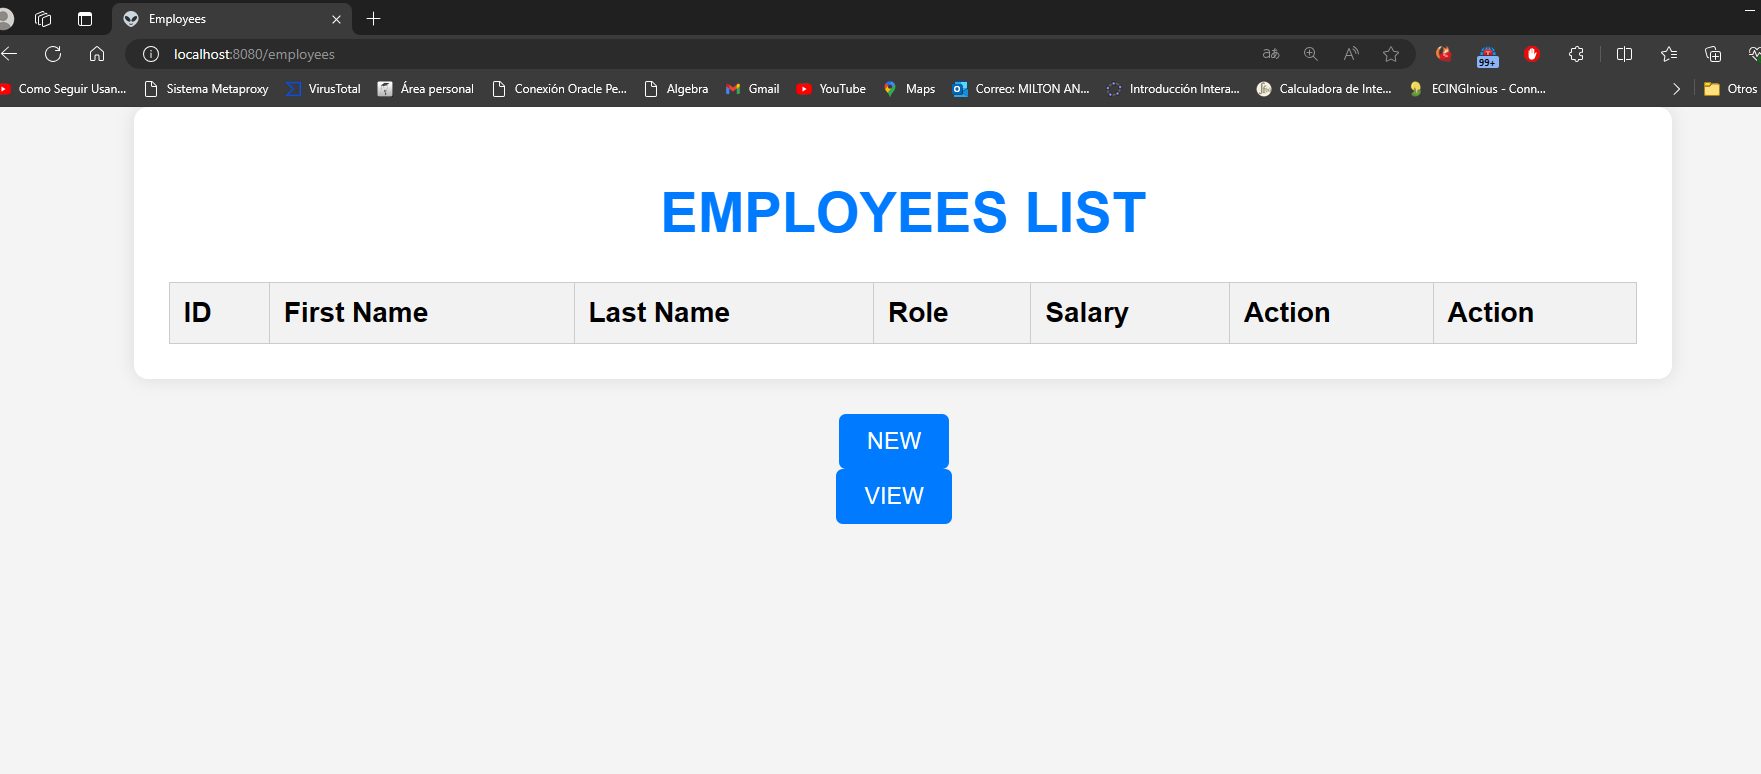 Employees
localhost:8080/employees
aあ
99+
Como Seguir Usan... Sistema Metaproxy VirusTotal Área personal Conexión Oracle Pe... Algebra Gmail YouTube Maps Correo: MILTON AN... Introducción Intera... Calculadora de Inte... ECINGInious - Conn... Otros
EMPLOYEES LIST
ID First Name Last Name Role Salary Action Action
NEW
VIEW